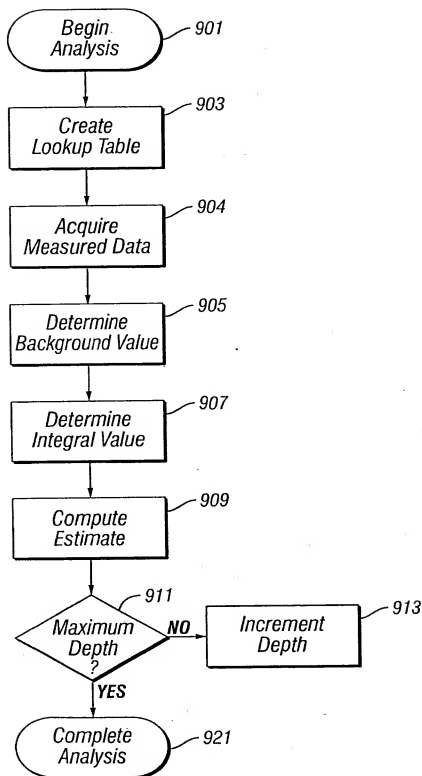 Begin
Analysis
901
903
Create
Lookup Table
904
Acquire
Measured Data
905
Determine
Background Value
907
Determine
Integral Value
909
Compute
Estimate
911
Maximum
Depth
?
NO
913
Increment
Depth
YES
Complete
Analysis
921